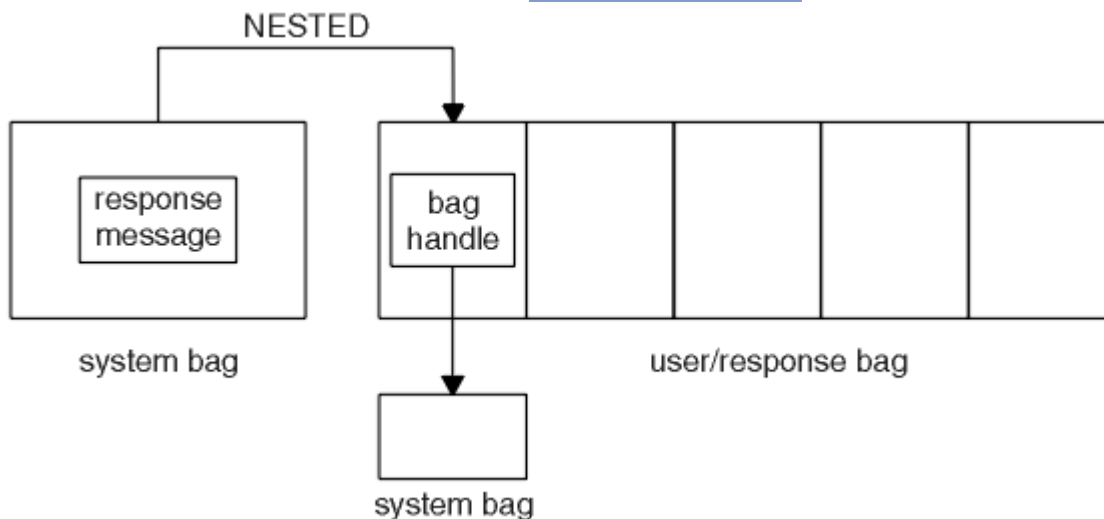 NESTED
response
message
bag
handle
system bag
user/response bag
system bag